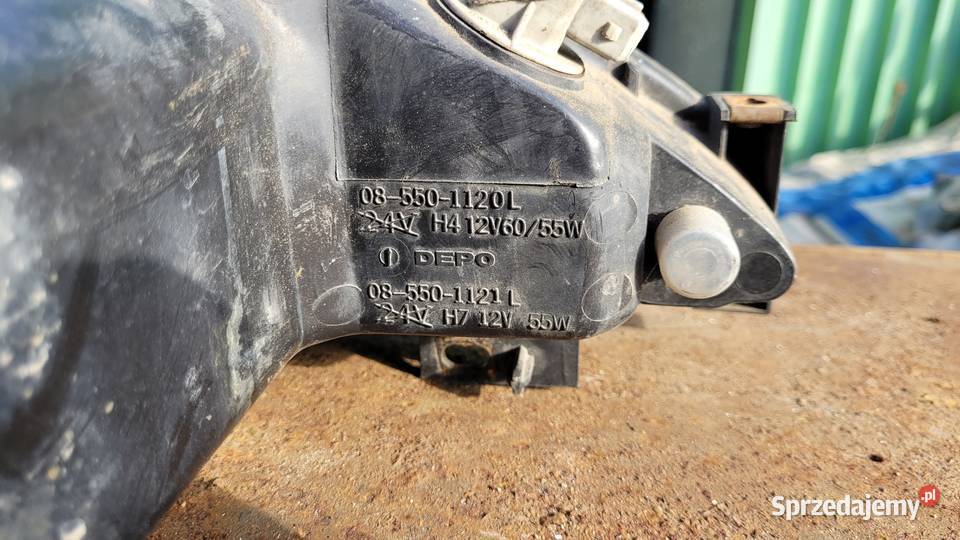 08-550-1120L
24V H4 12V60/55W
DEPO
08-550-1121L
24V H7 12V 55W
Sprzedajemy.pl